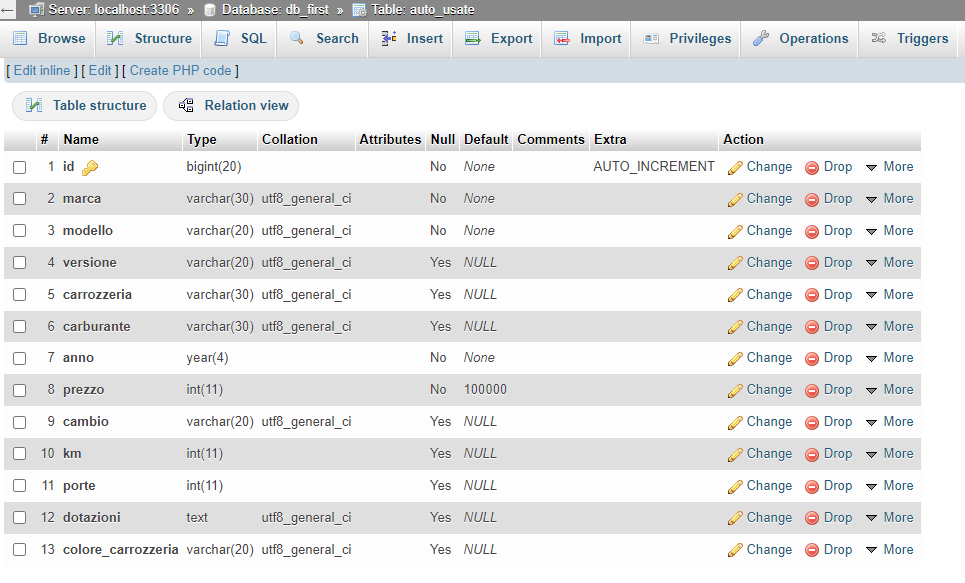 ← Server: localhost:3306 » Database: db_first » Table: auto_usate
Browse Structure SQL Search Insert Export Import Privileges Operations Triggers
[ Edit inline ] [ Edit ] [ Create PHP code ]
Table structure Relation view
# Name Type Collation Attributes Null Default Comments Extra Action
1 id bigint(20) No None AUTO_INCREMENT Change Drop More
2 marca varchar(30) utf8_general_ci No None Change Drop More
3 modello varchar(20) utf8_general_ci No None Change Drop More
4 versione varchar(20) utf8_general_ci Yes NULL Change Drop More
5 carrozzeria varchar(30) utf8_general_ci Yes NULL Change Drop More
6 carburante varchar(30) utf8_general_ci Yes NULL Change Drop More
7 anno year(4) No None Change Drop More
8 prezzo int(11) No 100000 Change Drop More
9 cambio varchar(20) utf8_general_ci Yes NULL Change Drop More
10 km int(11) Yes NULL Change Drop More
11 porte int(11) Yes NULL Change Drop More
12 dotazioni text utf8_general_ci Yes NULL Change Drop More
13 colore_carrozzeria varchar(20) utf8_general_ci Yes NULL Change Drop More